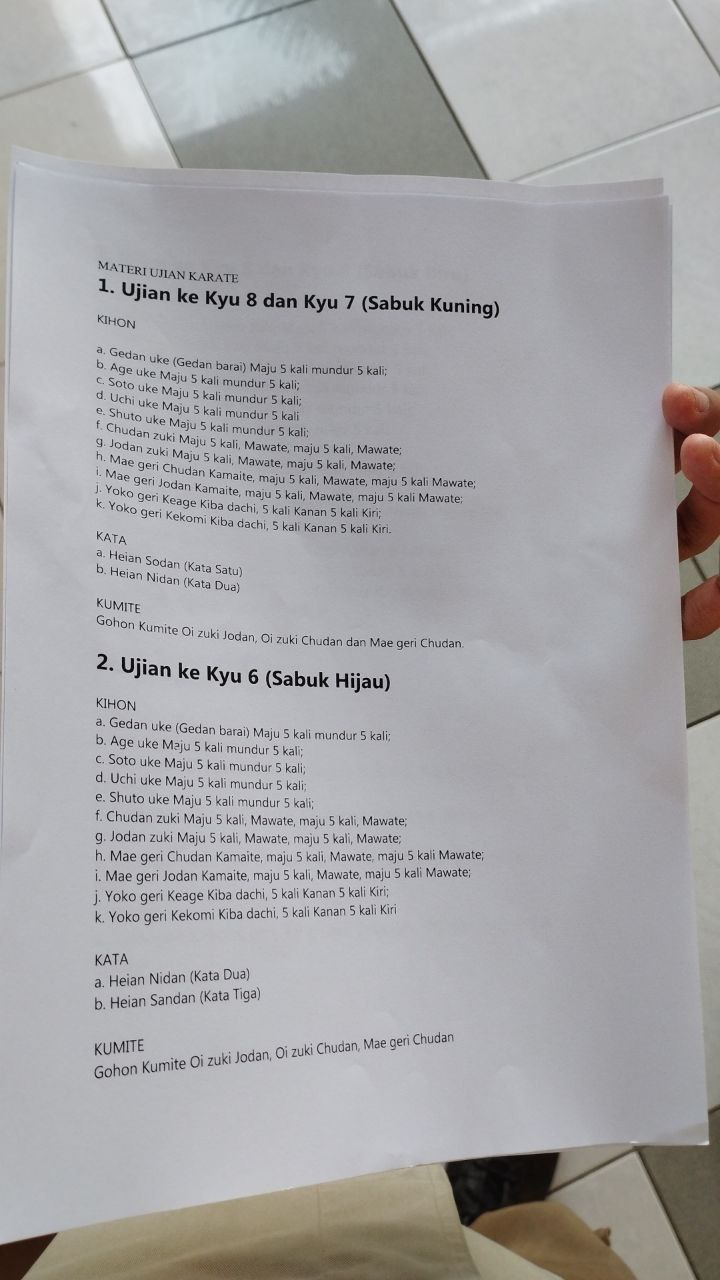 MATERI UJIAN KARATE
1. Ujian ke Kyu 8 dan Kyu 7 (Sabuk Kuning)
KIHON
a. Gedan uke (Gedan barai) Maju 5 kali mundur 5 kali;
b. Age uke Maju 5 kali mundur 5 kali;
c. Soto uke Maju 5 kali mundur 5 kali;
d. Uchi uke Maju 5 kali mundur 5 kali
e. Shuto uke Maju 5 kali mundur 5 kali;
f. Chudan zuki Maju 5 kali, Mawate, maju 5 kali, Mawate;
g. Jodan zuki Maju 5 kali, Mawate, maju 5 kali, Mawate;
h. Mae geri Chudan Kamaite, maju 5 kali, Mawate, maju 5 kali Mawate;
i. Mae geri Jodan Kamaite, maju 5 kali, Mawate, maju 5 kali Mawate;
j. Yoko geri Keage Kiba dachi, 5 kali Kanan 5 kali Kiri;
k. Yoko geri Kekomi Kiba dachi, 5 kali Kanan 5 kali Kiri.
KATA
a. Heian Sodan (Kata Satu)
b. Heian Nidan (Kata Dua)
KUMITE
Gohon Kumite Oi zuki Jodan, Oi zuki Chudan dan Mae geri Chudan.
2. Ujian ke Kyu 6 (Sabuk Hijau)
KIHON
a. Gedan uke (Gedan barai) Maju 5 kali mundur 5 kali;
b. Age uke Maju 5 kali mundur 5 kali;
c. Soto uke Maju 5 kali mundur 5 kali;
d. Uchi uke Maju 5 kali mundur 5 kali;
e. Shuto uke Maju 5 kali mundur 5 kali;
f. Chudan zuki Maju 5 kali, Mawate, maju 5 kali, Mawate;
g. Jodan zuki Maju 5 kali, Mawate, maju 5 kali, Mawate;
h. Mae geri Chudan Kamaite, maju 5 kali, Mawate, maju 5 kali Mawate;
i. Mae geri Jodan Kamaite, maju 5 kali, Mawate, maju 5 kali Mawate;
j. Yoko geri Keage Kiba dachi, 5 kali Kanan 5 kali Kiri;
k. Yoko geri Kekomi Kiba dachi, 5 kali Kanan 5 kali Kiri
KATA
a. Heian Nidan (Kata Dua)
b. Heian Sandan (Kata Tiga)
KUMITE
Gohon Kumite Oi zuki Jodan, Oi zuki Chudan, Mae geri Chudan